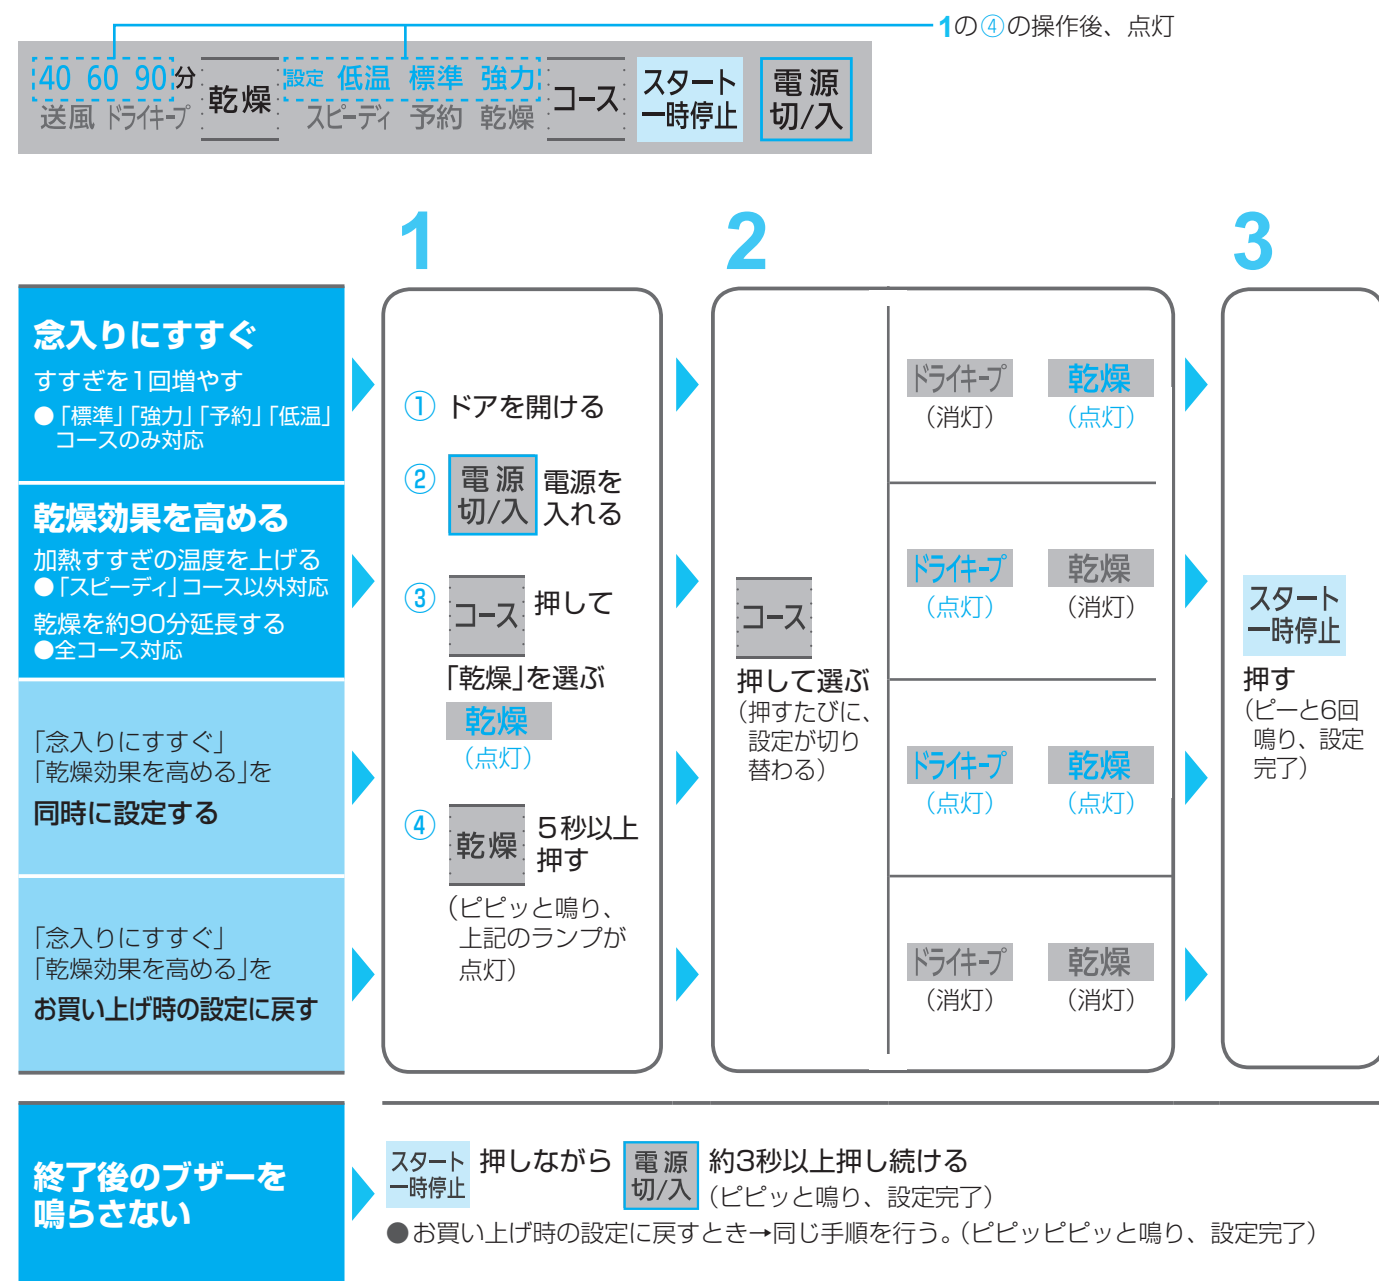 1の④の操作後、点灯
40 60 90 分
送風 ドライキープ
乾燥
設定 低温 標準 強力
スピーディ 予約 乾燥
コース
スタート
一時停止
電源
切/入
1
2
3
念入りにすすぐ
すすぎを1回増やす
●「標準」「強力」「予約」「低温」
コースのみ対応
乾燥効果を高める
加熱すすぎの温度を上げる
●「スピーディ」コース以外対応
乾燥を約90分延長する
●全コース対応
「念入りにすすぐ」
「乾燥効果を高める」を
同時に設定する
「念入りにすすぐ」
「乾燥効果を高める」を
お買い上げ時の設定に戻す
① ドアを開ける
② 電源 切/入 電源を
入れる
③ コース 押して
「乾燥」を選ぶ
乾燥
(点灯)
④ 乾燥 5秒以上
押す
(ピピッと鳴り、
上記のランプが
点灯)
コース
押して選ぶ
(押すたびに、
設定が切り
替わる)
ドライキープ 乾燥
(消灯) (点灯)
ドライキープ 乾燥
(点灯) (消灯)
ドライキープ 乾燥
(点灯) (点灯)
ドライキープ 乾燥
(消灯) (消灯)
スタート
一時停止
押す
(ピーと6回
鳴り、設定
完了)
終了後のブザーを
鳴らさない
スタート 一時停止 押しながら 電源 切/入 約3秒以上押し続ける
(ピピッと鳴り、設定完了)
●お買い上げ時の設定に戻すとき→同じ手順を行う。(ピピッピピッと鳴り、設定完了)